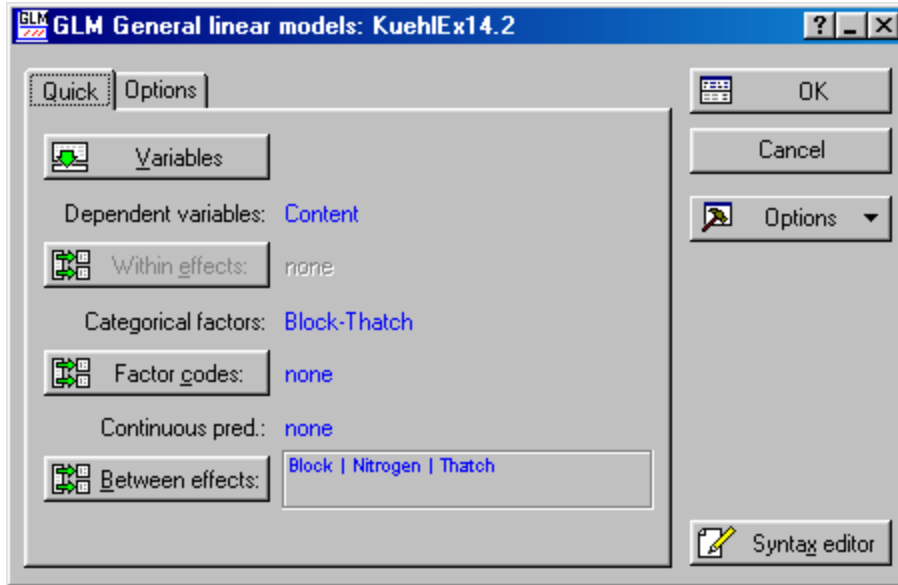 GLM General linear models: KuehlEx14.2
Quick Options
OK
Variables
Cancel
Dependent variables: Content
Options
Within effects: none
Categorical factors: Block-Thatch
Factor codes: none
Continuous pred.: none
Between effects: Block | Nitrogen | Thatch
Syntax editor